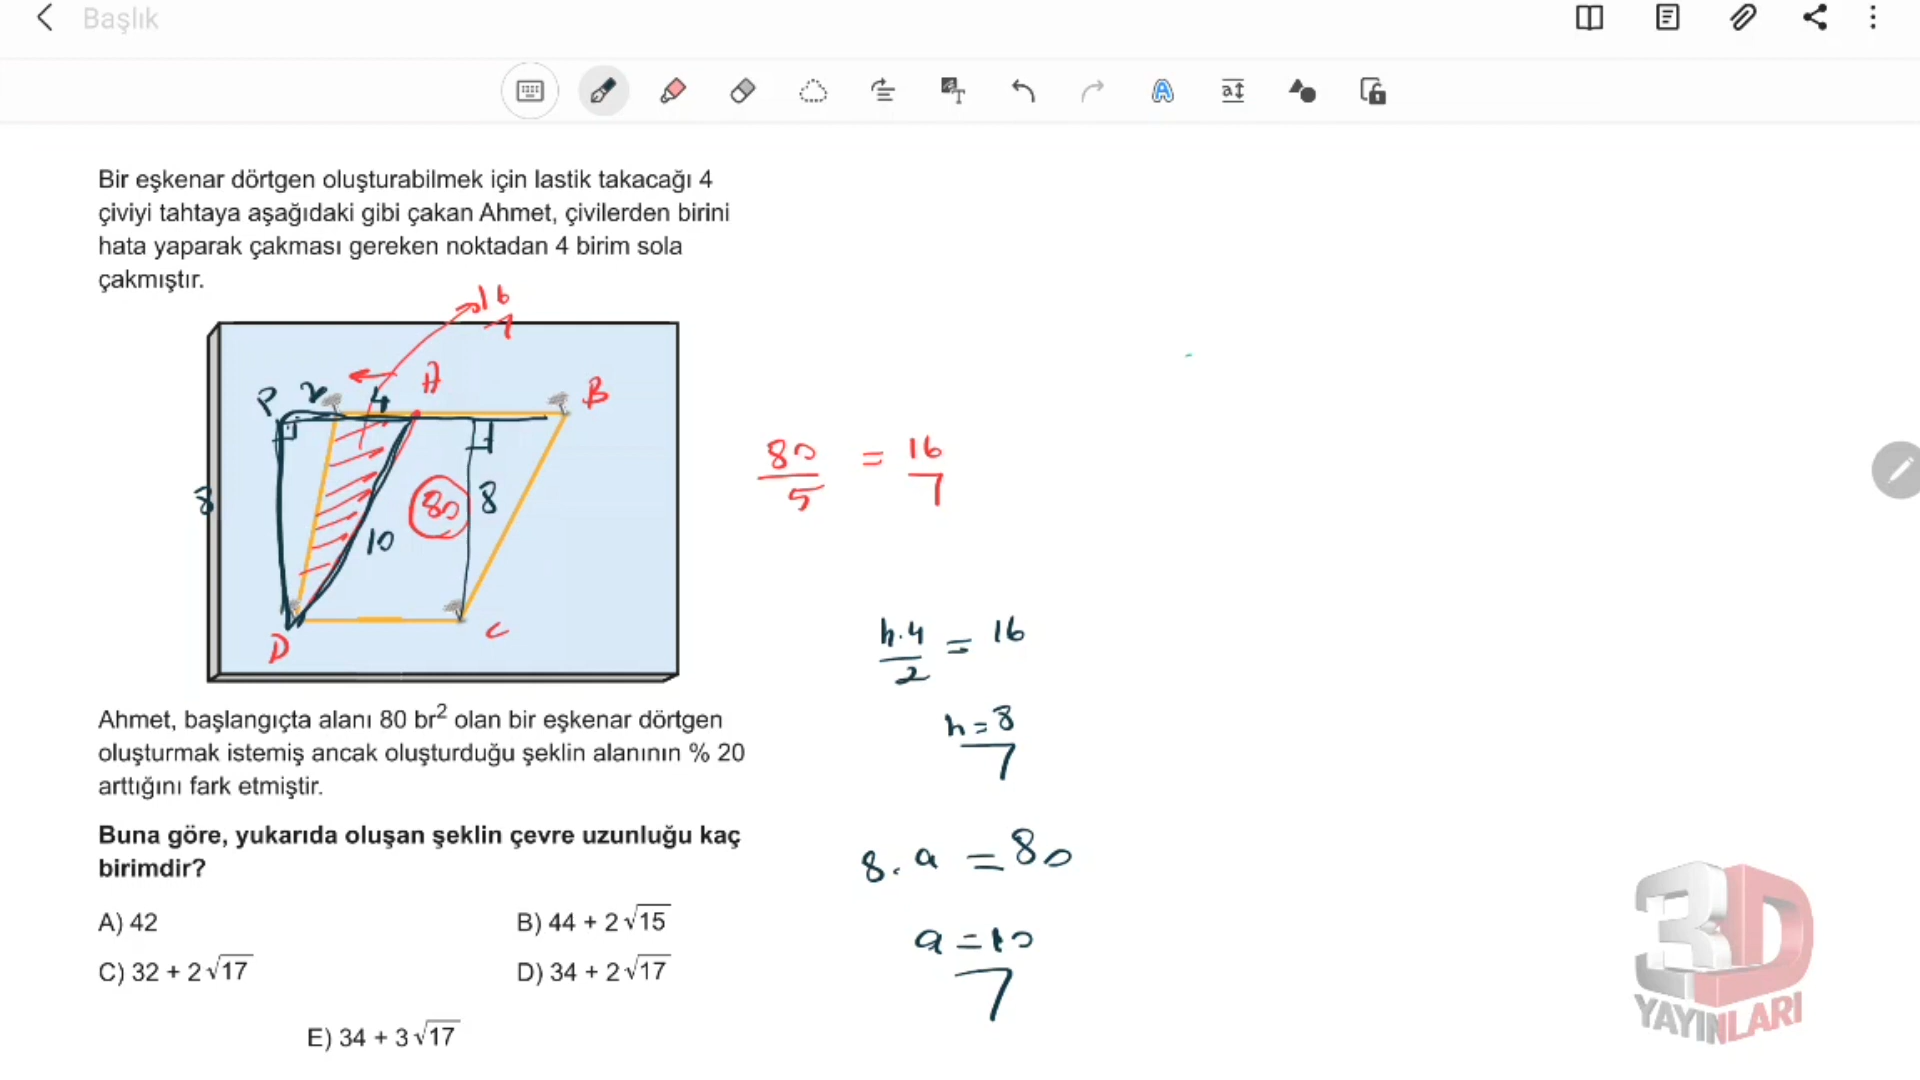 Başlık
Bir eşkenar dörtgen oluşturabilmek için lastik takacağı 4
çiviyi tahtaya aşağıdaki gibi çakan Ahmet, çivilerden birini
hata yaparak çakması gereken noktadan 4 birim sola
çakmıştır.
16
P 2 4 A B
8 10 80 8
D C
80/5 = 16
h.4/2 = 16
h = 8
8.a = 80
a = 10
Ahmet, başlangıçta alanı 80 br² olan bir eşkenar dörtgen
oluşturmak istemiş ancak oluşturduğu şeklin alanının % 20
arttığını fark etmiştir.
Buna göre, yukarıda oluşan şeklin çevre uzunluğu kaç
birimdir?
A) 42 B) 44 + 2√15
C) 32 + 2√17 D) 34 + 2√17
E) 34 + 3√17
3D
YAYINLARI